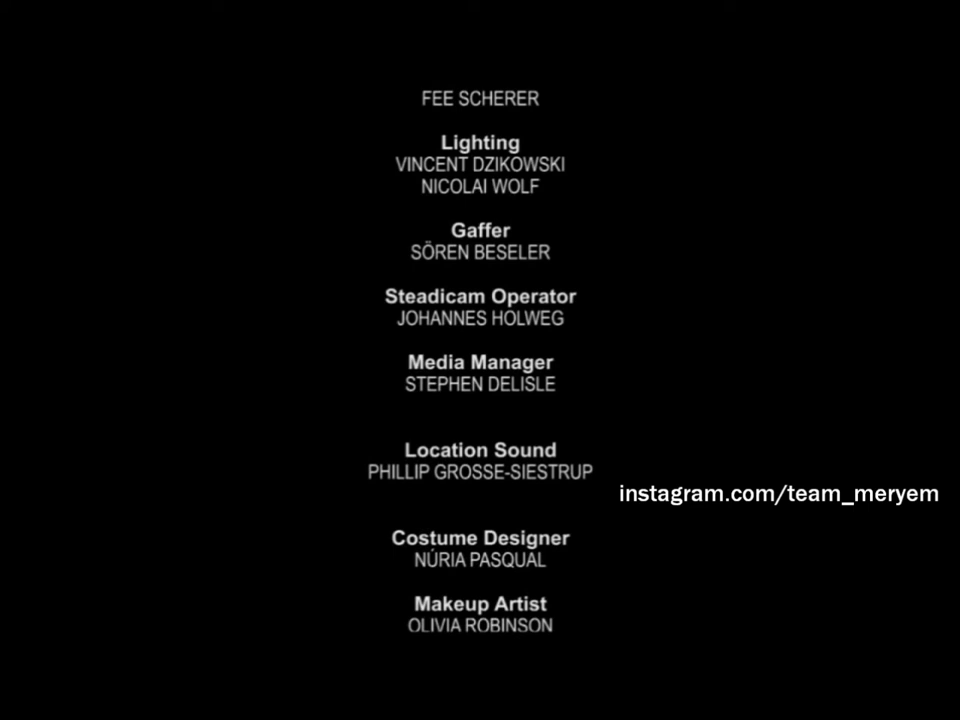 FEE SCHERER
Lighting
VINCENT DZIKOWSKI
NICOLAI WOLF
Gaffer
SÖREN BESELER
Steadicam Operator
JOHANNES HOLWEG
Media Manager
STEPHEN DELISLE
Location Sound
PHILLIP GROSSE-SIESTRUP
instagram.com/team_meryem
Costume Designer
NÚRIA PASQUAL
Makeup Artist
OLIVIA ROBINSON